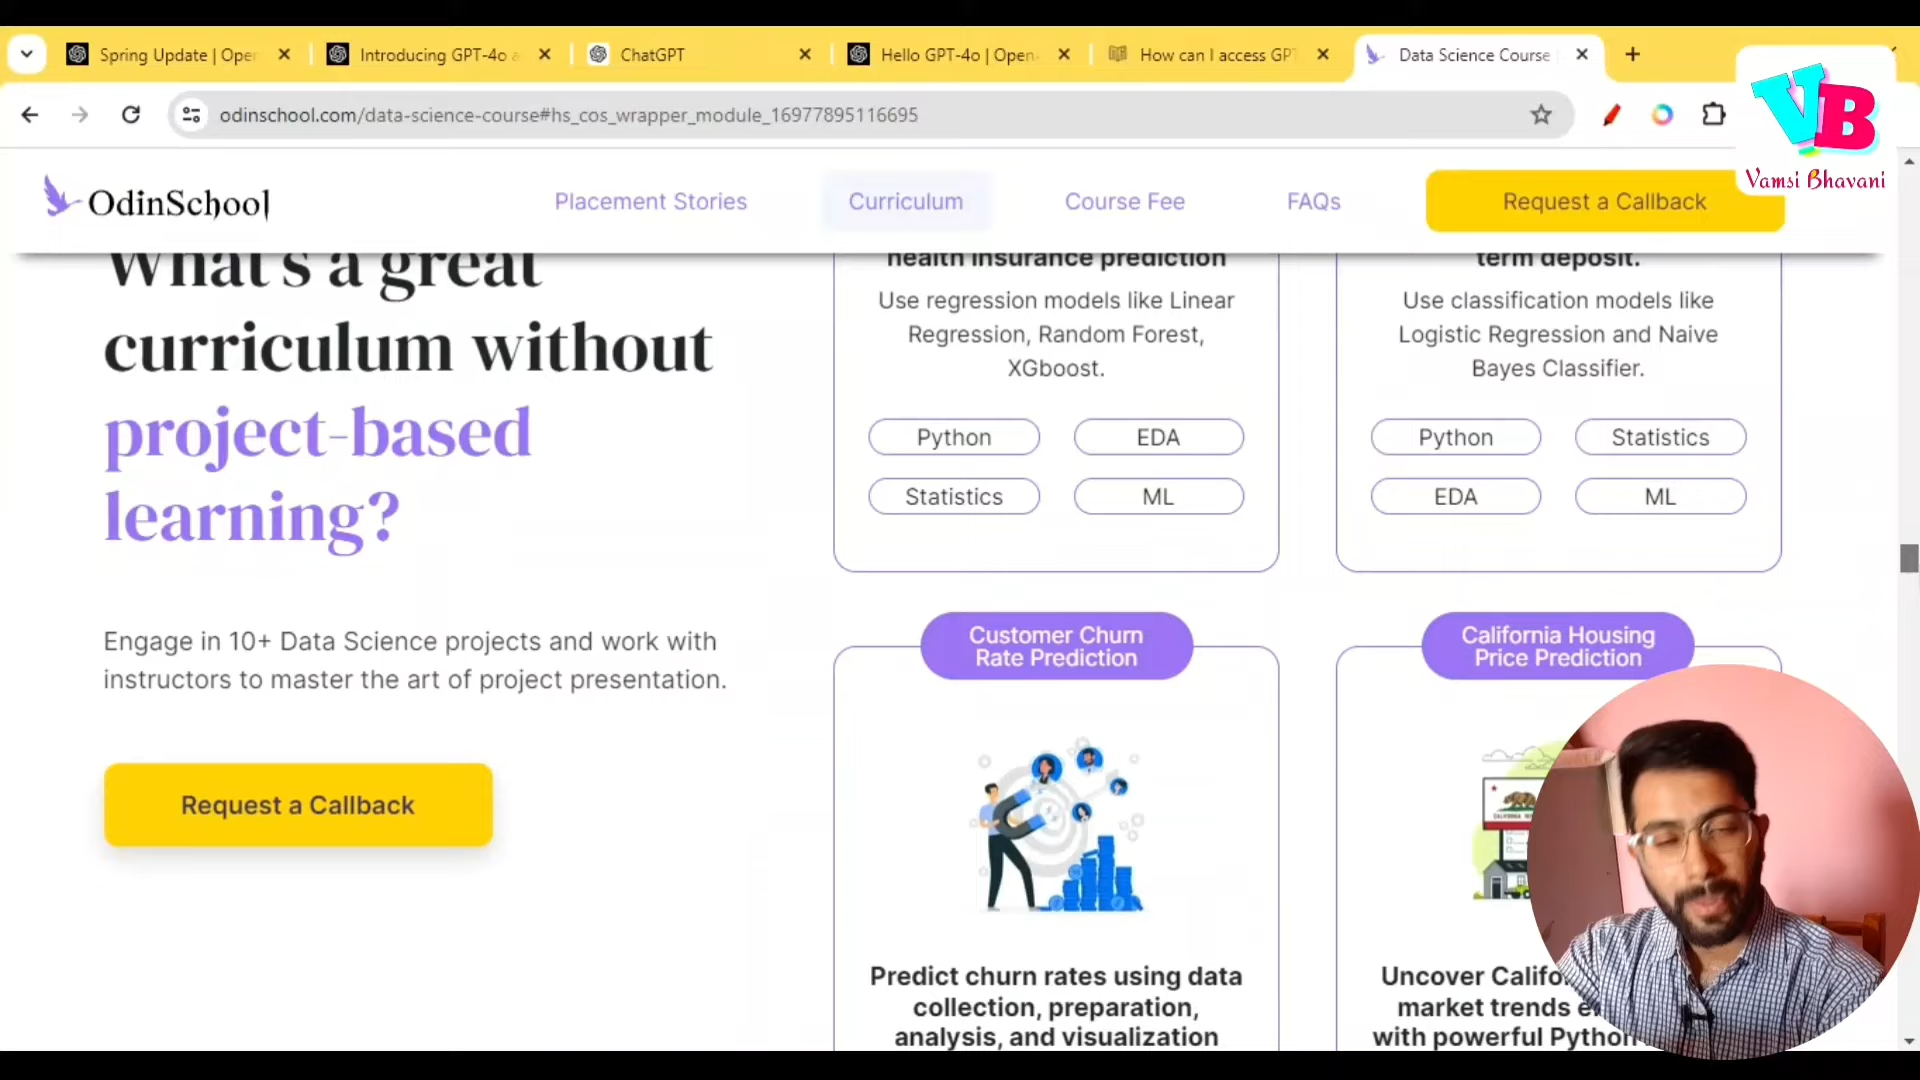 Spring Update | Open
Introducing GPT-4o a
ChatGPT
Hello GPT-4o | Open
How can I access GPT
Data Science Course
odinschool.com/data-science-course#hs_cos_wrapper_module_16977895116695
VB
Vamsi Bhavani
OdinSchool
Placement Stories
Curriculum
Course Fee
FAQs
Request a Callback
What's a great
curriculum without
project-based
learning?
Engage in 10+ Data Science projects and work with
instructors to master the art of project presentation.
Request a Callback
health insurance prediction
Use regression models like Linear
Regression, Random Forest,
XGboost.
Python
EDA
Statistics
ML
term deposit.
Use classification models like
Logistic Regression and Naive
Bayes Classifier.
Python
Statistics
EDA
ML
Customer Churn
Rate Prediction
Predict churn rates using data
collection, preparation,
analysis, and visualization
California Housing
Price Prediction
Uncover
market trends
with powerful Python